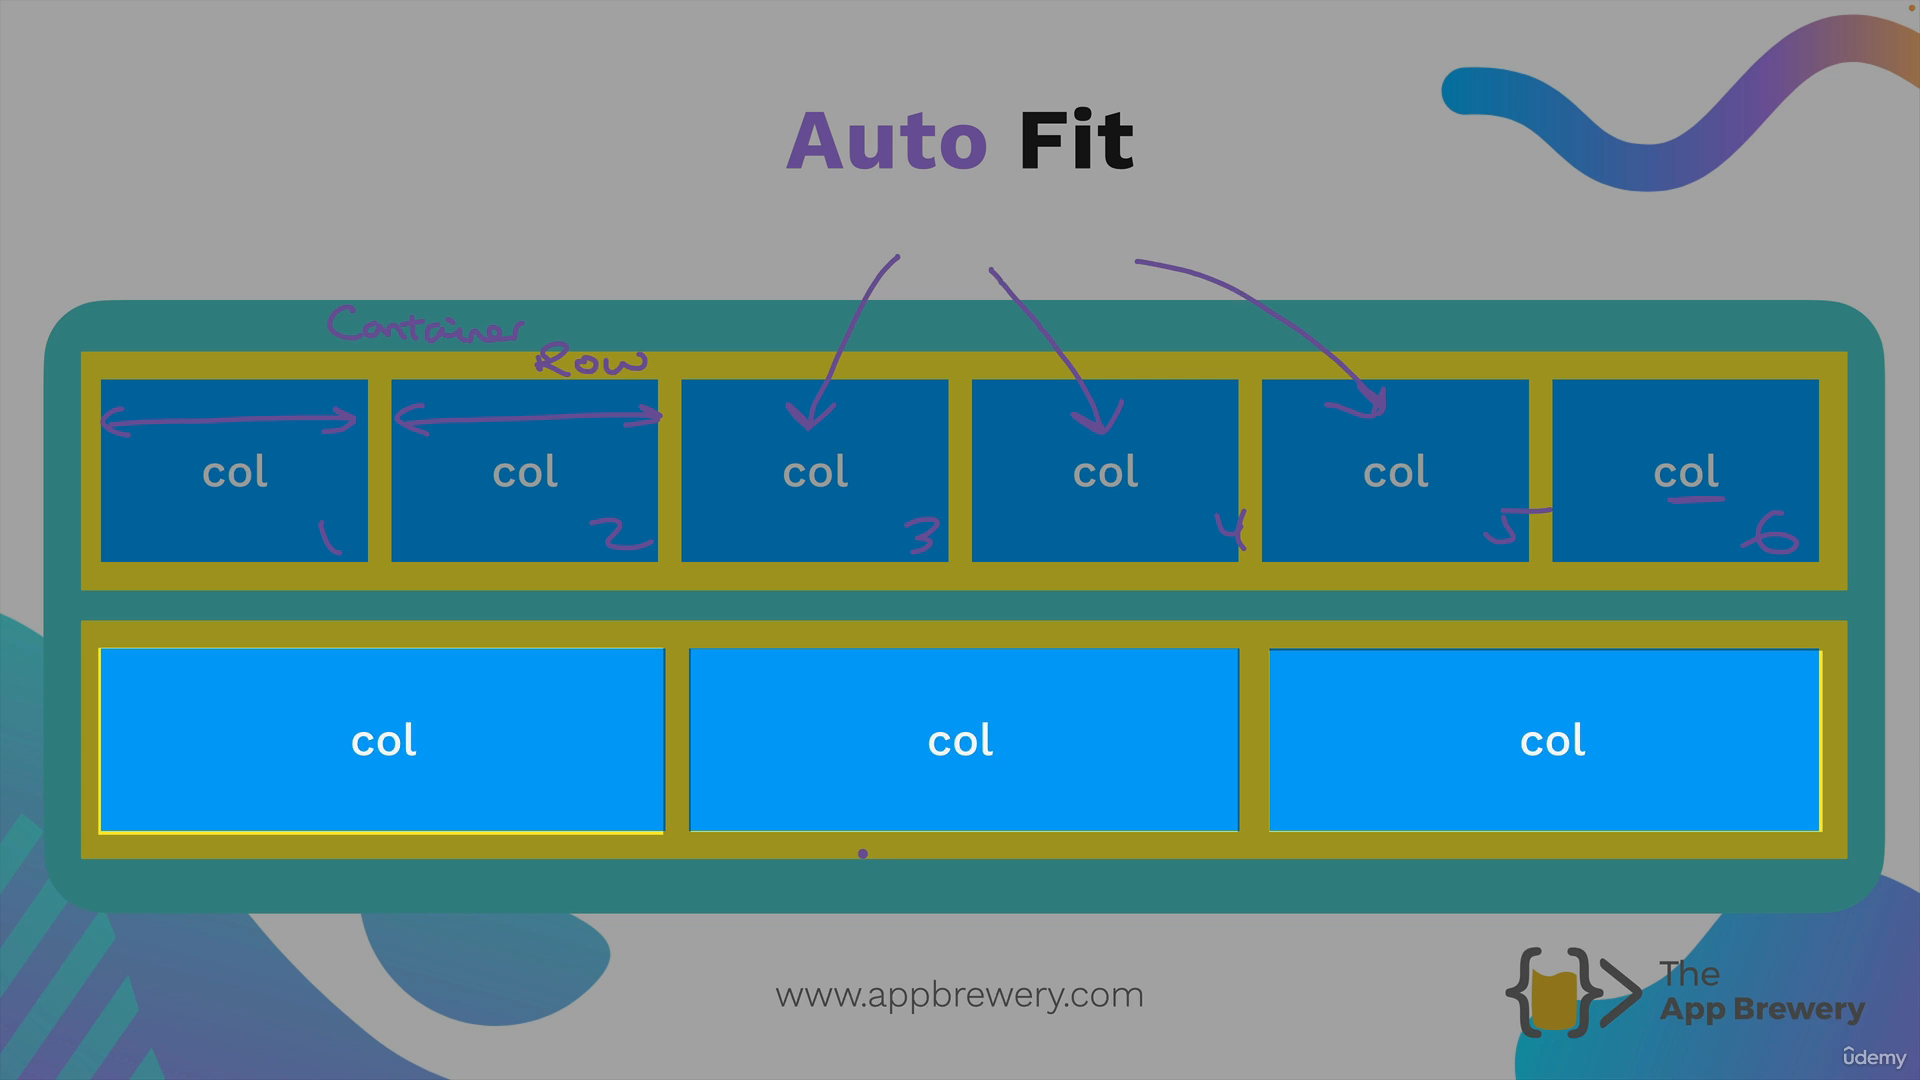 Auto Fit
Container
Row
col col col col col col
1 2 3 4 5 6
col col col
www.appbrewery.com
The
App Brewery
ûdemy